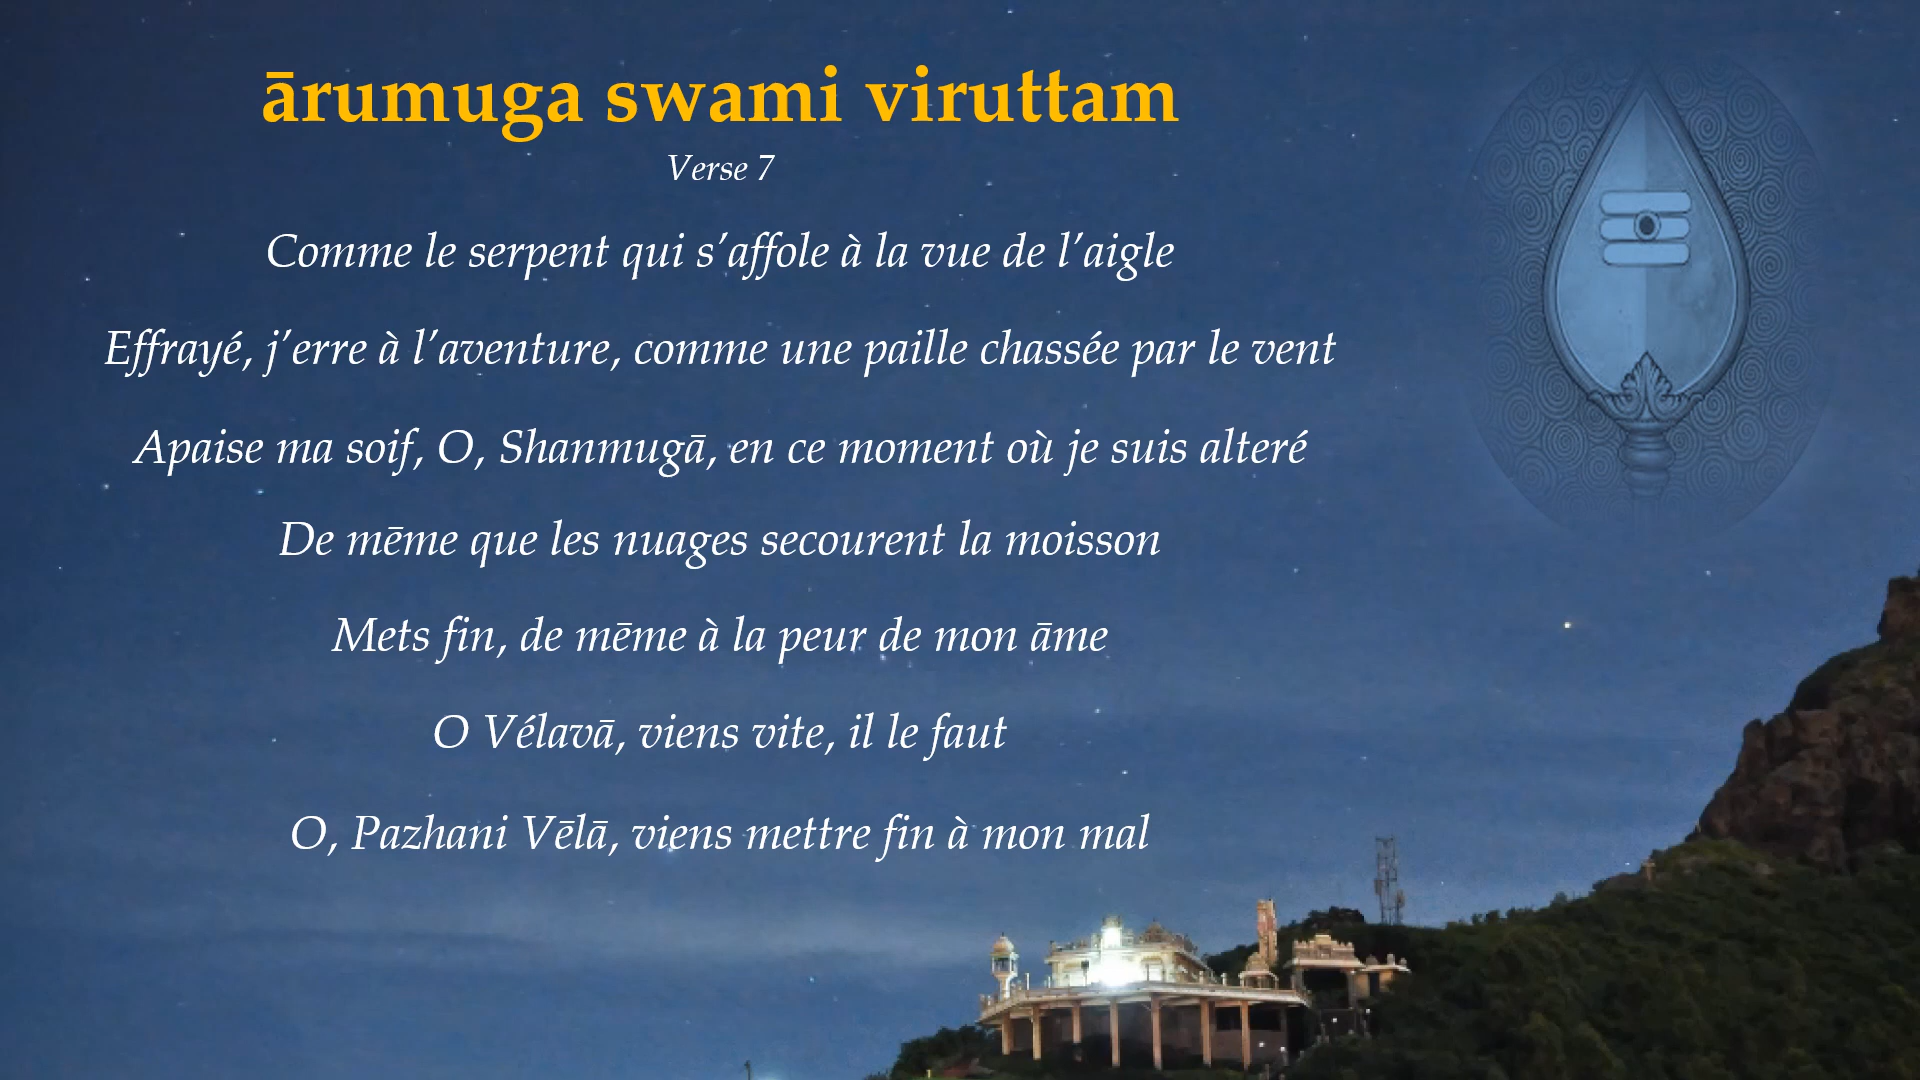 ārumuga swami viruttam
Verse 7
Comme le serpent qui s’affole à la vue de l’aigle
Effrayé, j’erre à l’aventure, comme une paille chassée par le vent
Apaise ma soif, O, Shanmugā, en ce moment où je suis alteré
De mēme que les nuages secourent la moisson
Mets fin, de mēme à la peur de mon āme
O Vélavā, viens vite, il le faut
O, Pazhani Vēlā, viens mettre fin à mon mal